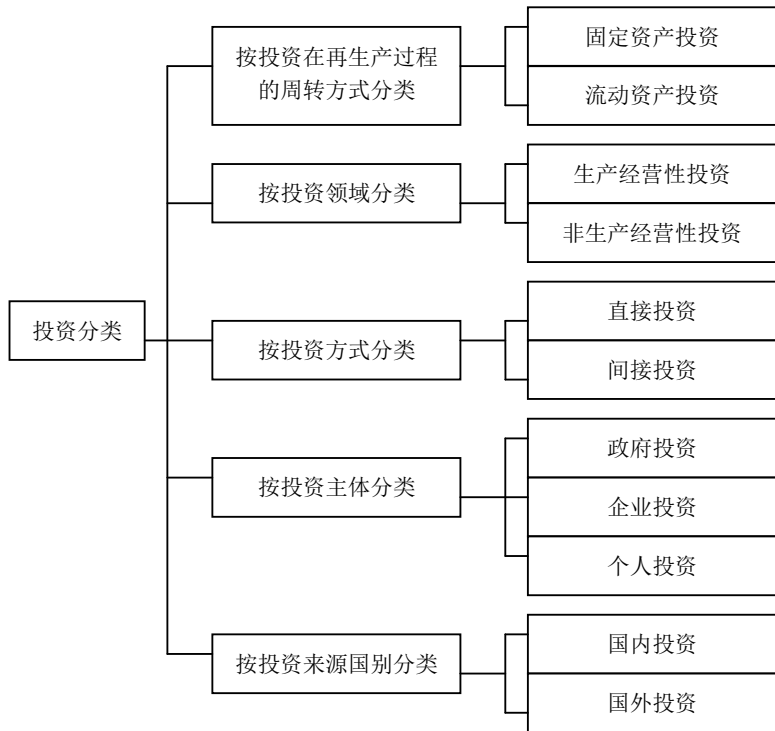 投资分类
按投资在再生产过程
的周转方式分类
固定资产投资
流动资产投资
按投资领域分类
生产经营性投资
非生产经营性投资
按投资方式分类
直接投资
间接投资
按投资主体分类
政府投资
企业投资
个人投资
按投资来源国别分类
国内投资
国外投资